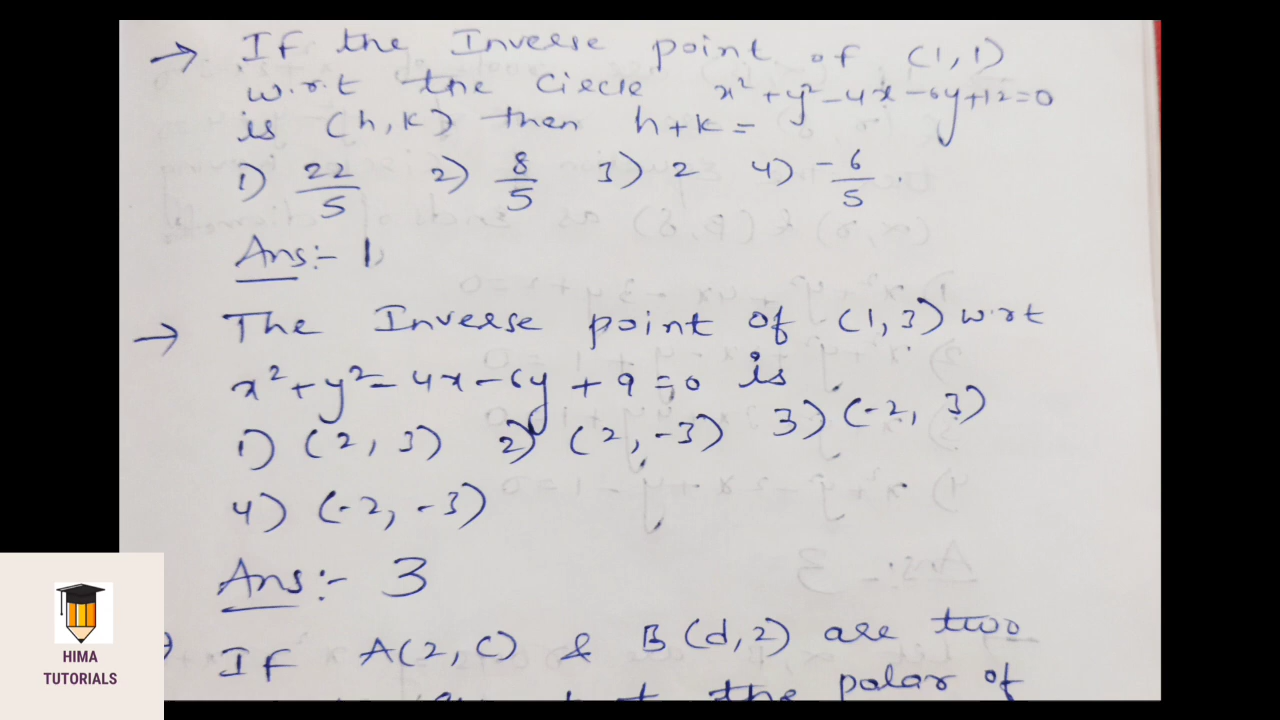 → If the Inverse point of (1,1)
w.r.t the circle x²+y²-4x-6y+12=0
is (h,k) then h+k=
1) 22/5 2) 8/5 3) 2 4) -6/5.
Ans:- 1)
→ The Inverse point of (1,3) w.r.t
x²+y²-4x-6y+9=0 is
1) (2,3) 2) (2,-3) 3) (-2, 3)
4) (-2,-3)
Ans:- 3
If A(2,C) & B(d,2) are two
the polar of
HIMA
TUTORIALS